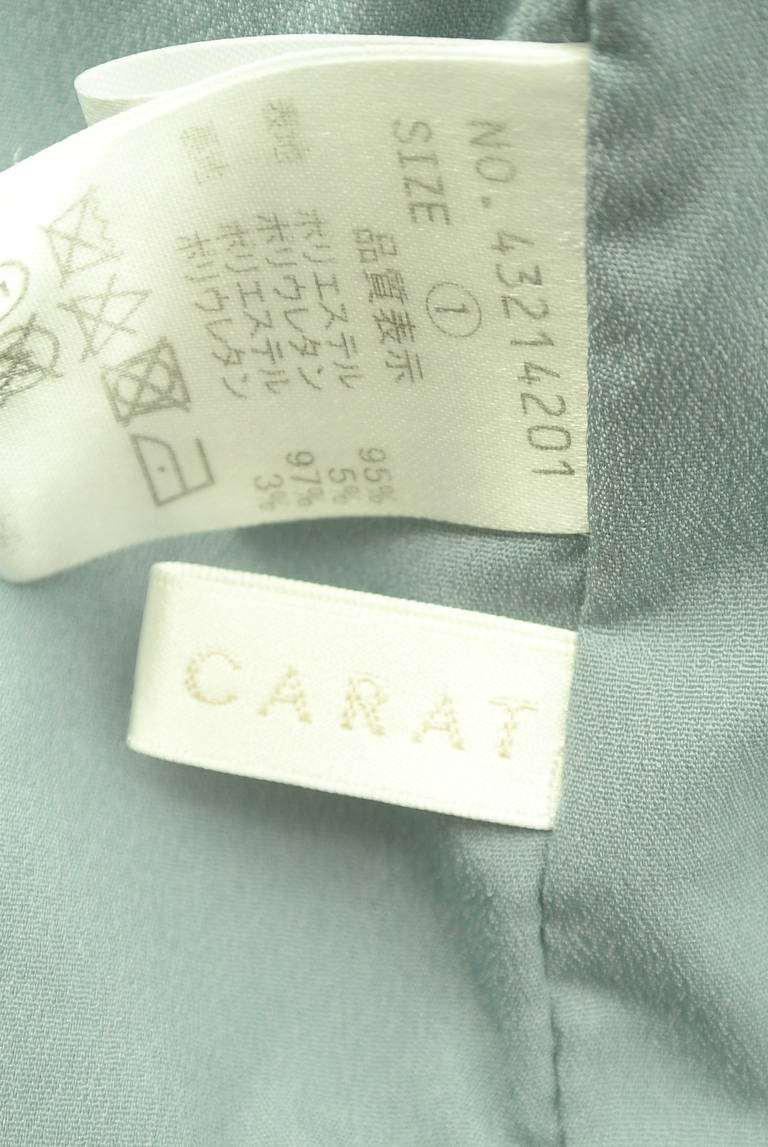 NO. 43214201
SIZE ①
品質表示
表地 ポリエステル 95%
ポリウレタン 5%
裏地 ポリエステル 97%
ポリウレタン 3%
CARAT